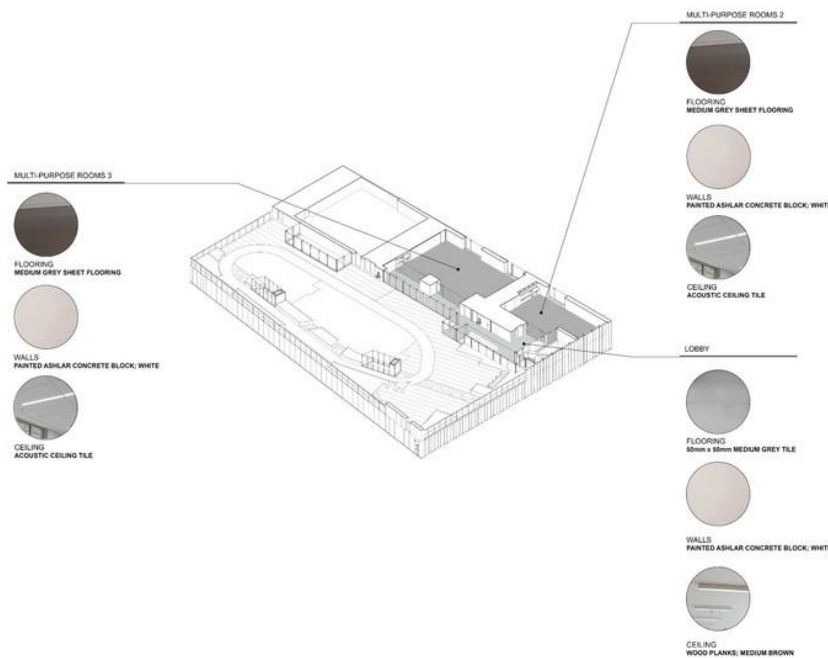 MULTI-PURPOSE ROOMS 2
FLOORING
MEDIUM GREY SHEET FLOORING
WALLS
PAINTED ASHLAR CONCRETE BLOCK; WHIT
CEILING
ACOUSTIC CEILING TILE
MULTI-PURPOSE ROOMS 3
FLOORING
MEDIUM GREY SHEET FLOORING
WALLS
PAINTED ASHLAR CONCRETE BLOCK; WHITE
CEILING
ACOUSTIC CEILING TILE
LOBBY
FLOORING
50mm x 50mm MEDIUM GREY TILE
WALLS
PAINTED ASHLAR CONCRETE BLOCK; WHIT
CEILING
WOOD PLANKS; MEDIUM BROWN